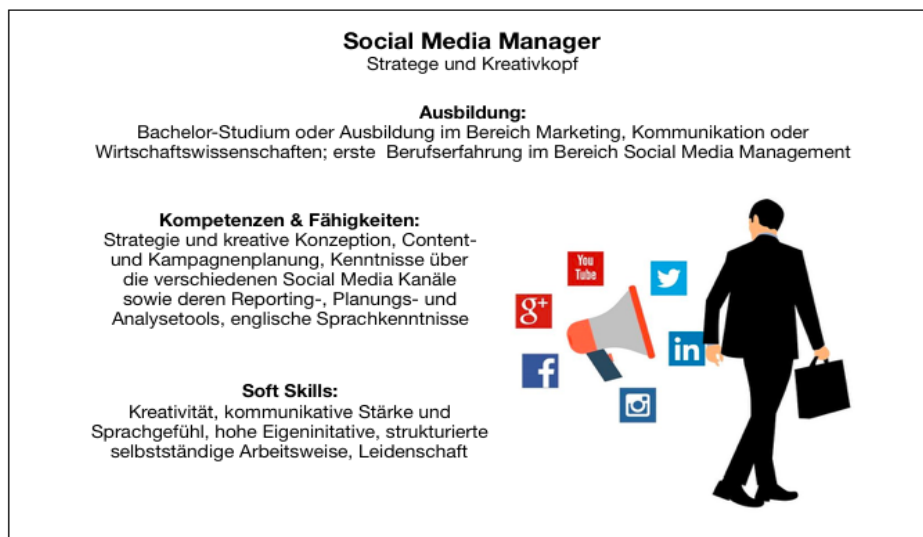 Social Media Manager
Stratege und Kreativkopf
Ausbildung:
Bachelor-Studium oder Ausbildung im Bereich Marketing, Kommunikation oder
Wirtschaftswissenschaften; erste  Berufserfahrung im Bereich Social Media Management
Kompetenzen & Fähigkeiten:
Strategie und kreative Konzeption, Content-
und Kampagnenplanung, Kenntnisse über
die verschiedenen Social Media Kanäle
sowie deren Reporting-, Planungs- und
Analysetools, englische Sprachkenntnisse
You
Tube
g+
in
f
Soft Skills:
Kreativität, kommunikative Stärke und
Sprachgefühl, hohe Eigeninitative, strukturierte
selbstständige Arbeitsweise, Leidenschaft